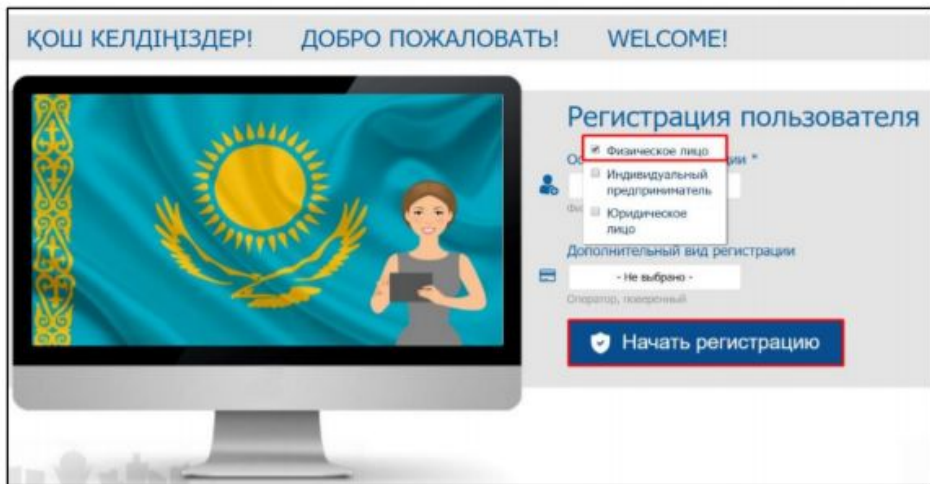 ҚОШ КЕЛДІҢІЗДЕР! ДОБРО ПОЖАЛОВАТЬ! WELCOME!
Регистрация пользователя
Физическое лицо
Индивидуальный
предприниматель
Юридическое
лицо
Дополнительный вид регистрации
- Не выбрано -
Оператор, поверенный
Начать регистрацию